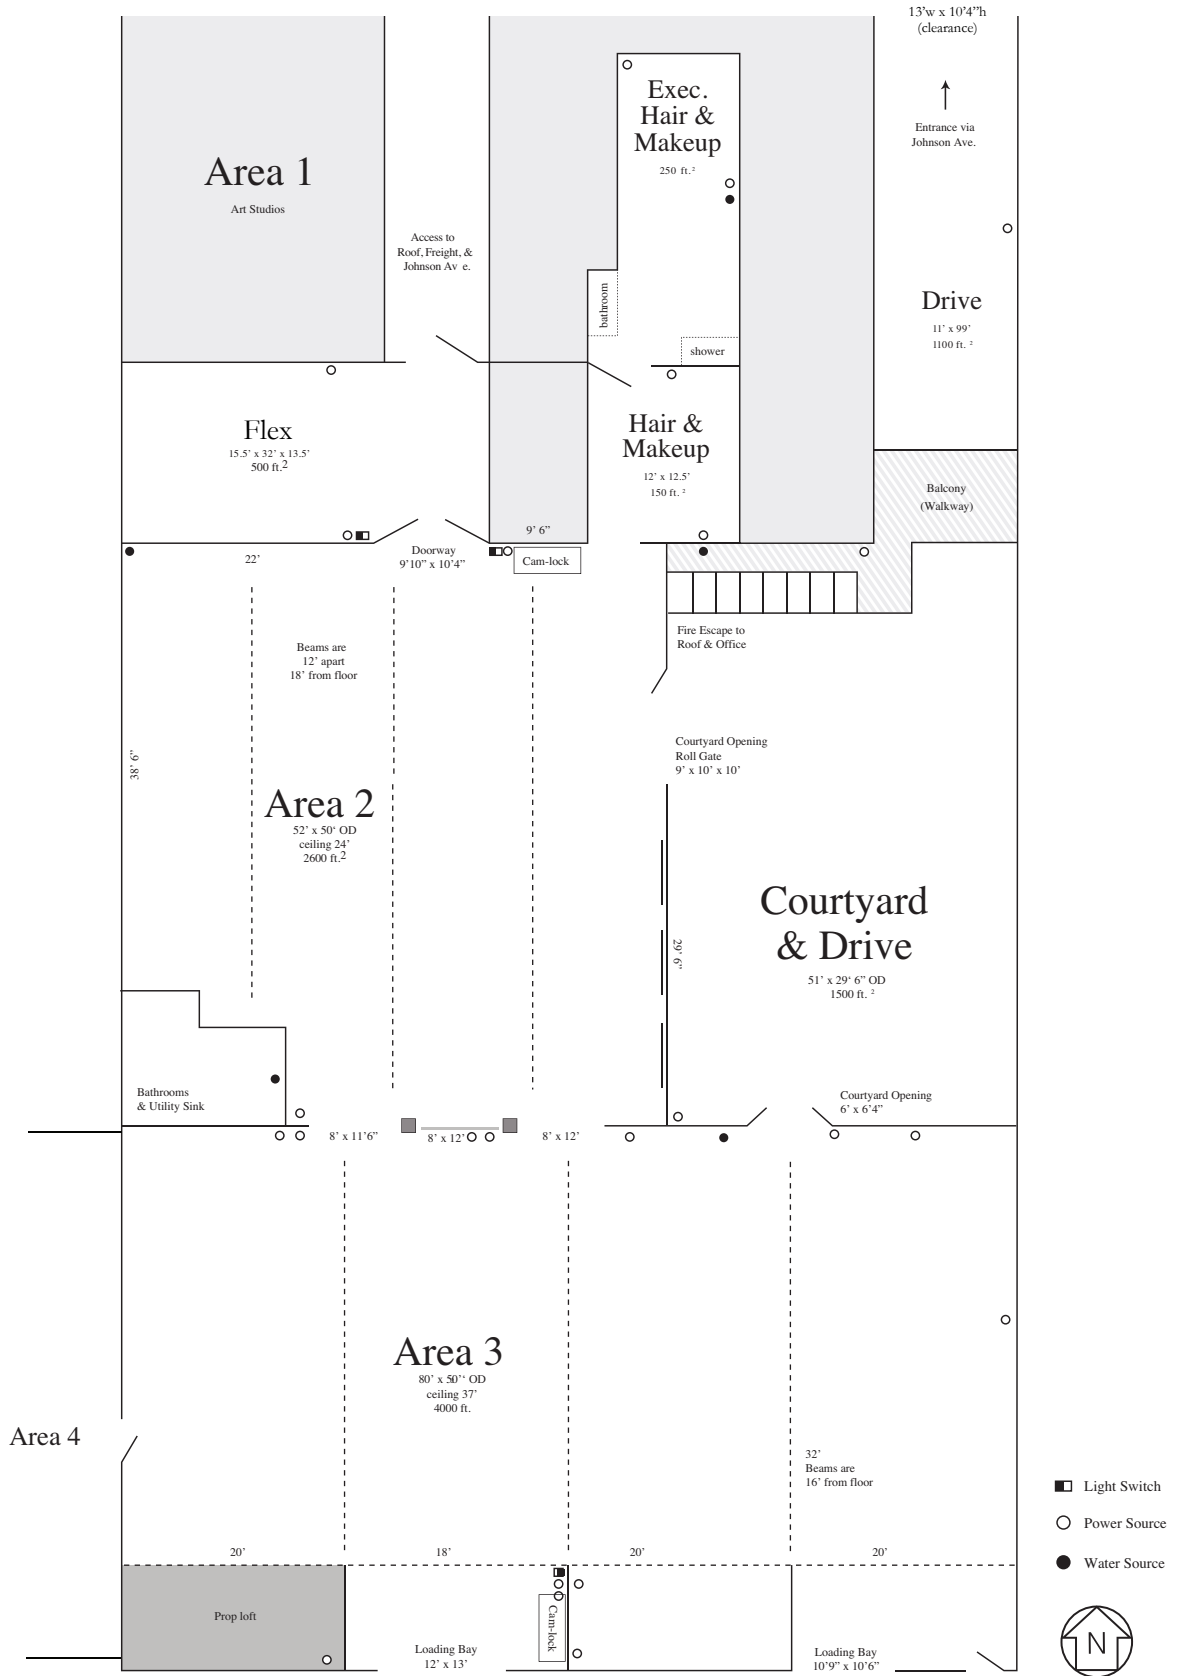 13’w x 10’4”h
(clearance)
Exec.
Hair &
Makeup
250 ft.²
Entrance via
Johnson Ave.
Area 1
Art Studios
Access to
Roof, Freight, &
Johnson Av e.
bathroom
Drive
11’ x 99’
1100 ft. ²
shower
Flex
15.5’ x 32’ x 13.5’
500 ft.²
Hair &
Makeup
12’ x 12.5’
150 ft. ²
Balcony
(Walkway)
9’ 6”
22’
Doorway
9’10” x 10’4”
Cam-lock
Fire Escape to
Roof & Office
Beams are
12’ apart
18’ from floor
38’ 6”
Courtyard Opening
Roll Gate
9’ x 10’ x 10’
Area 2
52’ x 50‘ OD
ceiling 24’
2600 ft.²
Courtyard
& Drive
51’ x 29‘ 6” OD
1500 ft. ²
29’ 6”
Bathrooms
& Utility Sink
Courtyard Opening
6’ x 6’4”
8’ x 11’6”
8’ x 12’
8’ x 12’
Area 3
80’ x 50’‘ OD
ceiling 37’
4000 ft.
Area 4
32’
Beams are
16’ from floor
Light Switch
Power Source
Water Source
20’
18’
20’
20’
Prop loft
Cam-lock
Loading Bay
12’ x 13’
Loading Bay
10’9” x 10’6”
N